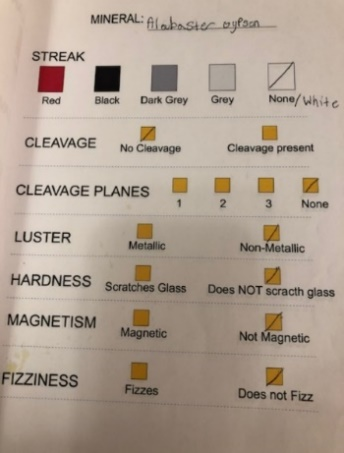 MINERAL: Alabaster
STREAK
Red Black Dark Grey Grey None/White
CLEAVAGE No Cleavage Cleavage present
CLEAVAGE PLANES 1 2 3 None
LUSTER Metallic Non-Metallic
HARDNESS Scratches Glass Does NOT scracth glass
MAGNETISM Magnetic Not Magnetic
FIZZINESS Fizzes Does not Fizz